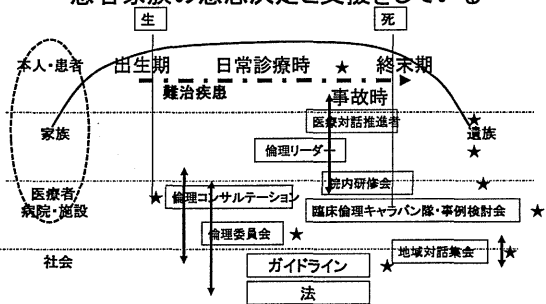 患者家族の意思決定を支援をしている
生
死
本人・患者
出生期 日常診療時 ★ 終末期
難治疾患
事故時
医療対話推進者
家族
遺族
倫理リーダー
医療者
病院・施設
院内研修会
倫理コンサルテーション
臨床倫理キャラバン隊・事例検討会
倫理委員会
地域対話集会
社会
ガイドライン
法